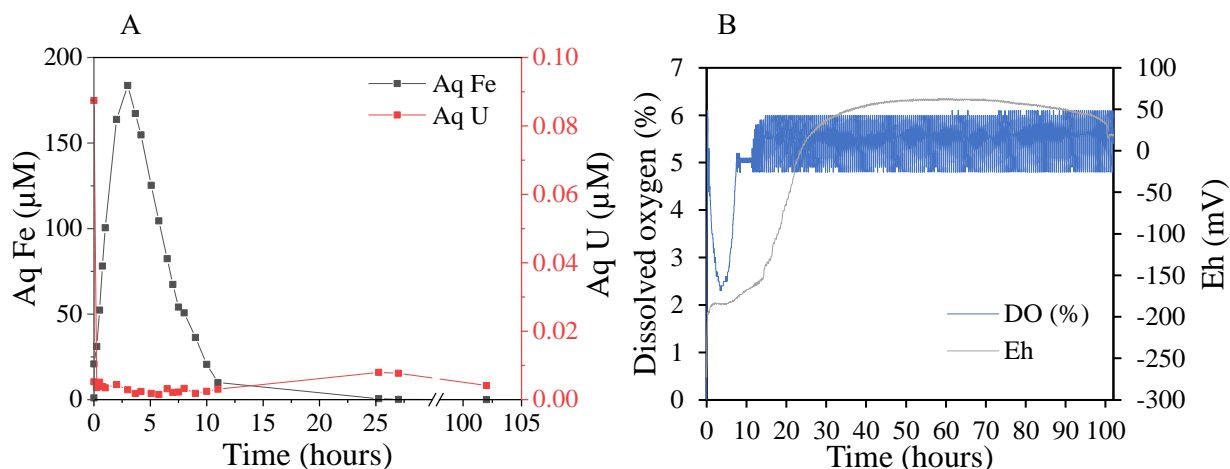 A
Aq Fe (µM)
200
150
100
50
0
Aq Fe
Aq U
0.10
0.08
0.06
0.04
0.02
0.00
Aq U (µM)
0 5 10 15 20 25 100 105
Time (hours)
B
Dissolved oxygen (%)
7
6
5
4
3
2
1
0
DO (%)
Eh
100
50
0
-50
-100
-150
-200
-250
-300
Eh (mV)
0 10 20 30 40 50 60 70 80 90 100
Time (hours)